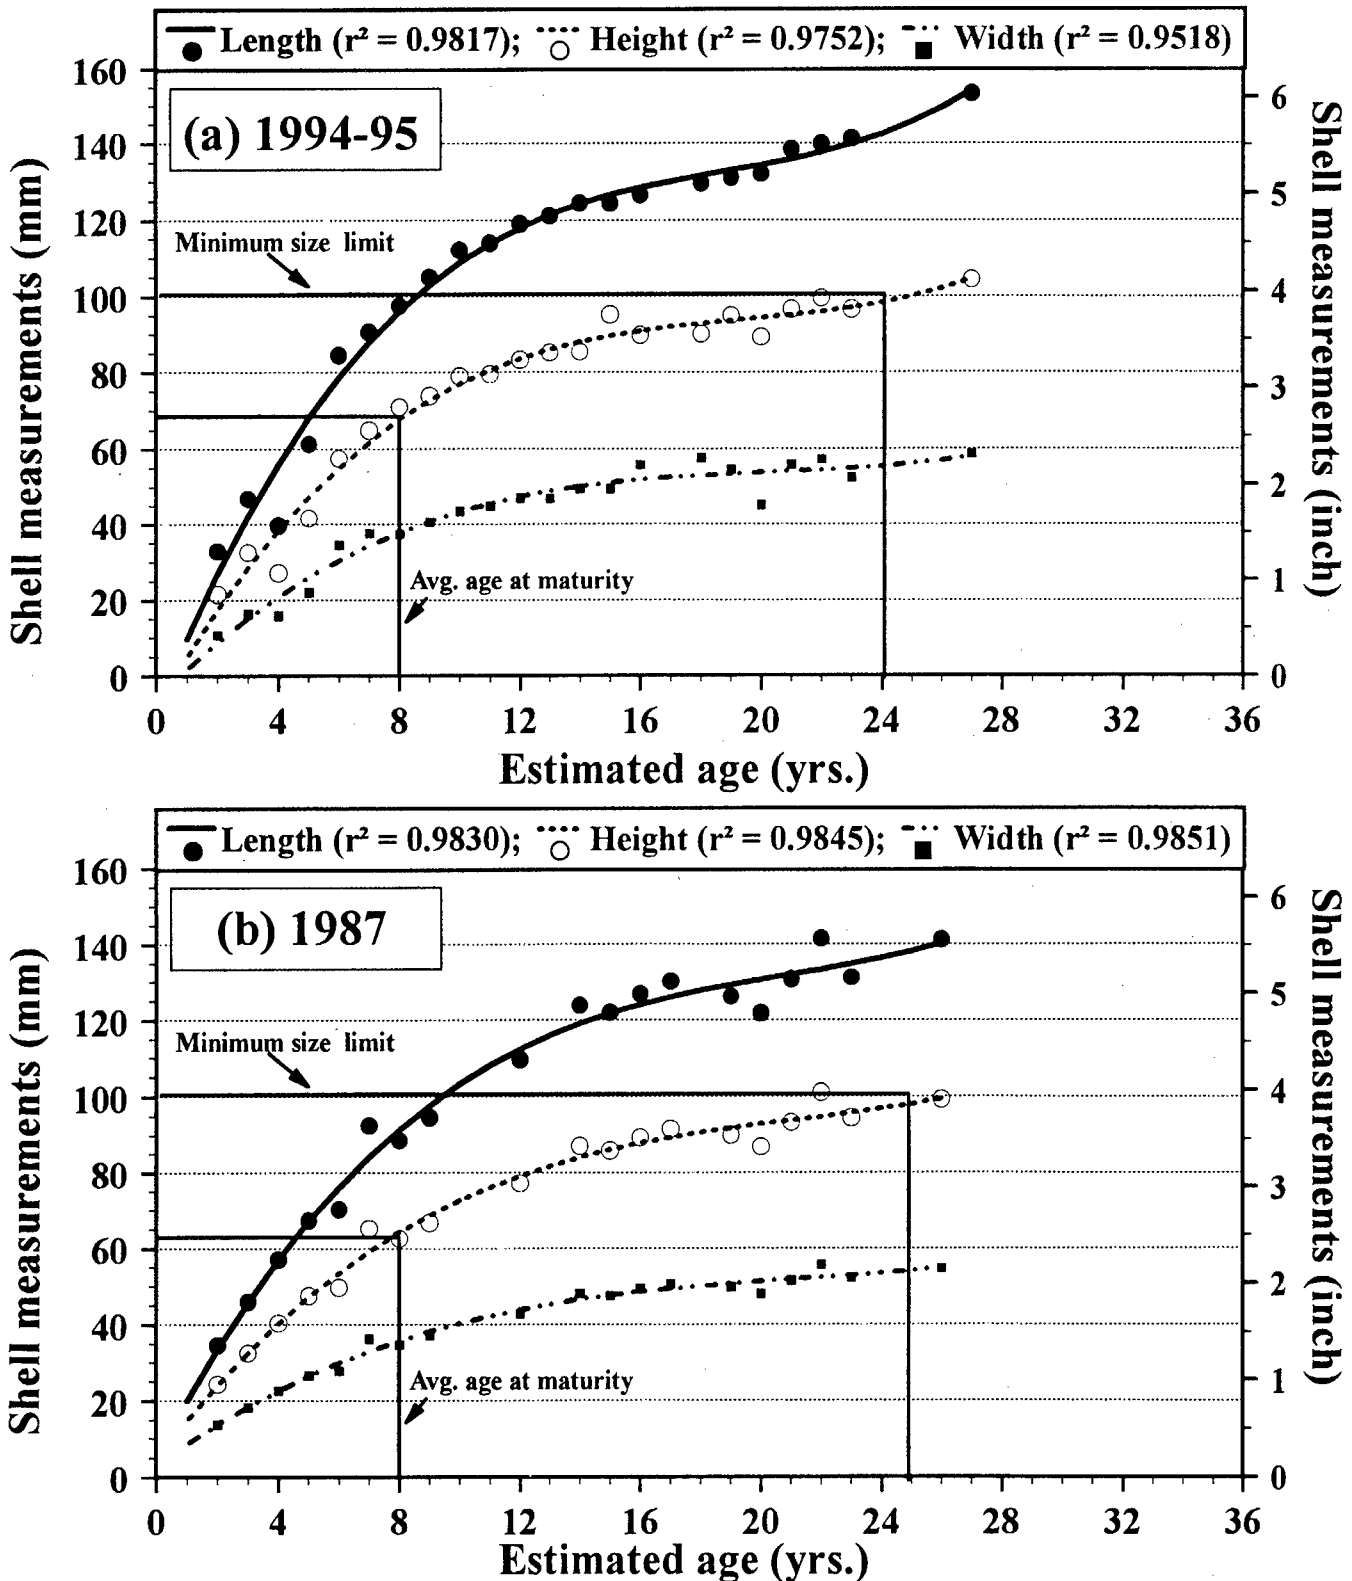 Length (r² = 0.9817); Height (r² = 0.9752); Width (r² = 0.9518)
(a) 1994-95
Shell measurements (mm)
160
140
120
100
80
60
40
20
0
Minimum size limit
Avg. age at maturity
6
5
4
3
2
1
0
Shell measurements (inch)
0 4 8 12 16 20 24 28 32 36
Estimated age (yrs.)
Length (r² = 0.9830); Height (r² = 0.9845); Width (r² = 0.9851)
(b) 1987
Shell measurements (mm)
160
140
120
100
80
60
40
20
0
Minimum size limit
Avg. age at maturity
6
5
4
3
2
1
0
Shell measurements (inch)
0 4 8 12 16 20 24 28 32 36
Estimated age (yrs.)